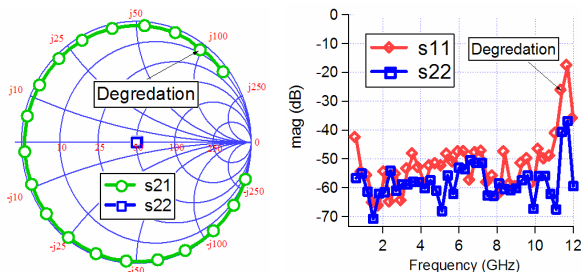 j50
j25
j100
Degredation
j10
j250
10
25
50
100
0
-j10
s21
s22
-j250
-j25
-j100
-j50
0
-10
-20
-30
-40
-50
-60
-70
mag (dB)
s11
s22
Degredation
0
2
4
6
8
10
12
Frequency (GHz)